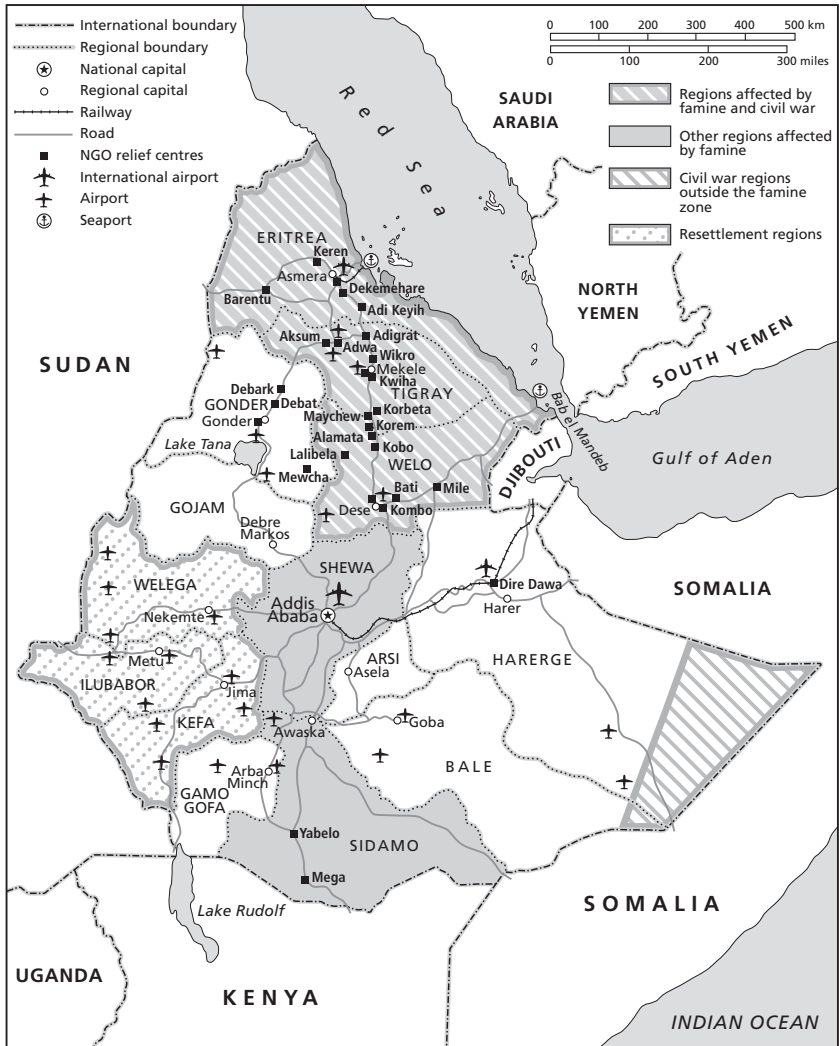 International boundary
Regional boundary
National capital
Regional capital
Railway
Road
NGO relief centres
International airport
Airport
Seaport
0 100 200 300 400 500 km
0 100 200 300 miles
Regions affected by
famine and civil war
Other regions affected
by famine
Civil war regions
outside the famine
zone
Resettlement regions
Red Sea
SAUDI
ARABIA
NORTH
YEMEN
SOUTH YEMEN
SUDAN
ERITREA
Keren
Asmera
Dekemehare
Barentu
Adi Keyih
Aksum
Adwa
Adigrat
Wikro
Mekele
Kwiha
TIGRAY
Debark
GONDER
Debat
Gonder
Maychew
Korbeta
Korem
Alamata
Kobo
Lake Tana
Lalibela
WELO
Mewcha
Bati
Mile
Dese
Kombo
DJIBOUTI
Bab el Mandeb
Gulf of Aden
GOJAM
Debre
Markos
SHEWA
WELEGA
Addis
Ababa
Nekemte
Dire Dawa
Harer
SOMALIA
Metu
ILUBABOR
Jima
ARSI
Asela
HARERGE
KEFA
Awaska
Goba
Arba
Minch
BALE
GAMO
GOFA
Yabelo
SIDAMO
Mega
Lake Rudolf
SOMALIA
UGANDA
KENYA
INDIAN OCEAN